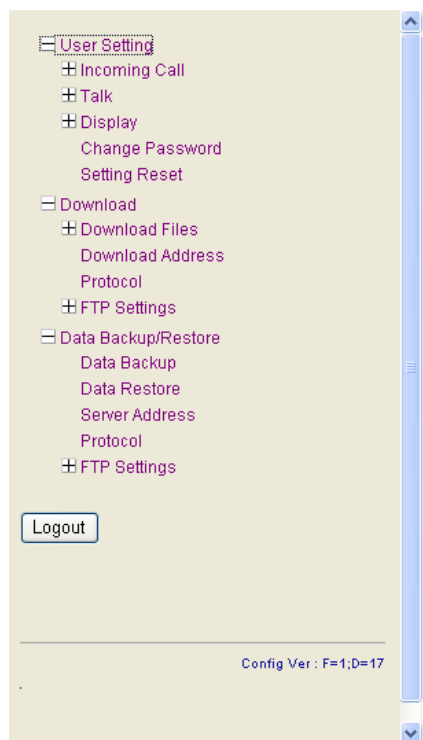 User Setting
Incoming Call
Talk
Display
Change Password
Setting Reset
Download
Download Files
Download Address
Protocol
FTP Settings
Data Backup/Restore
Data Backup
Data Restore
Server Address
Protocol
FTP Settings
Logout
Config Ver : F=1;D=17
.